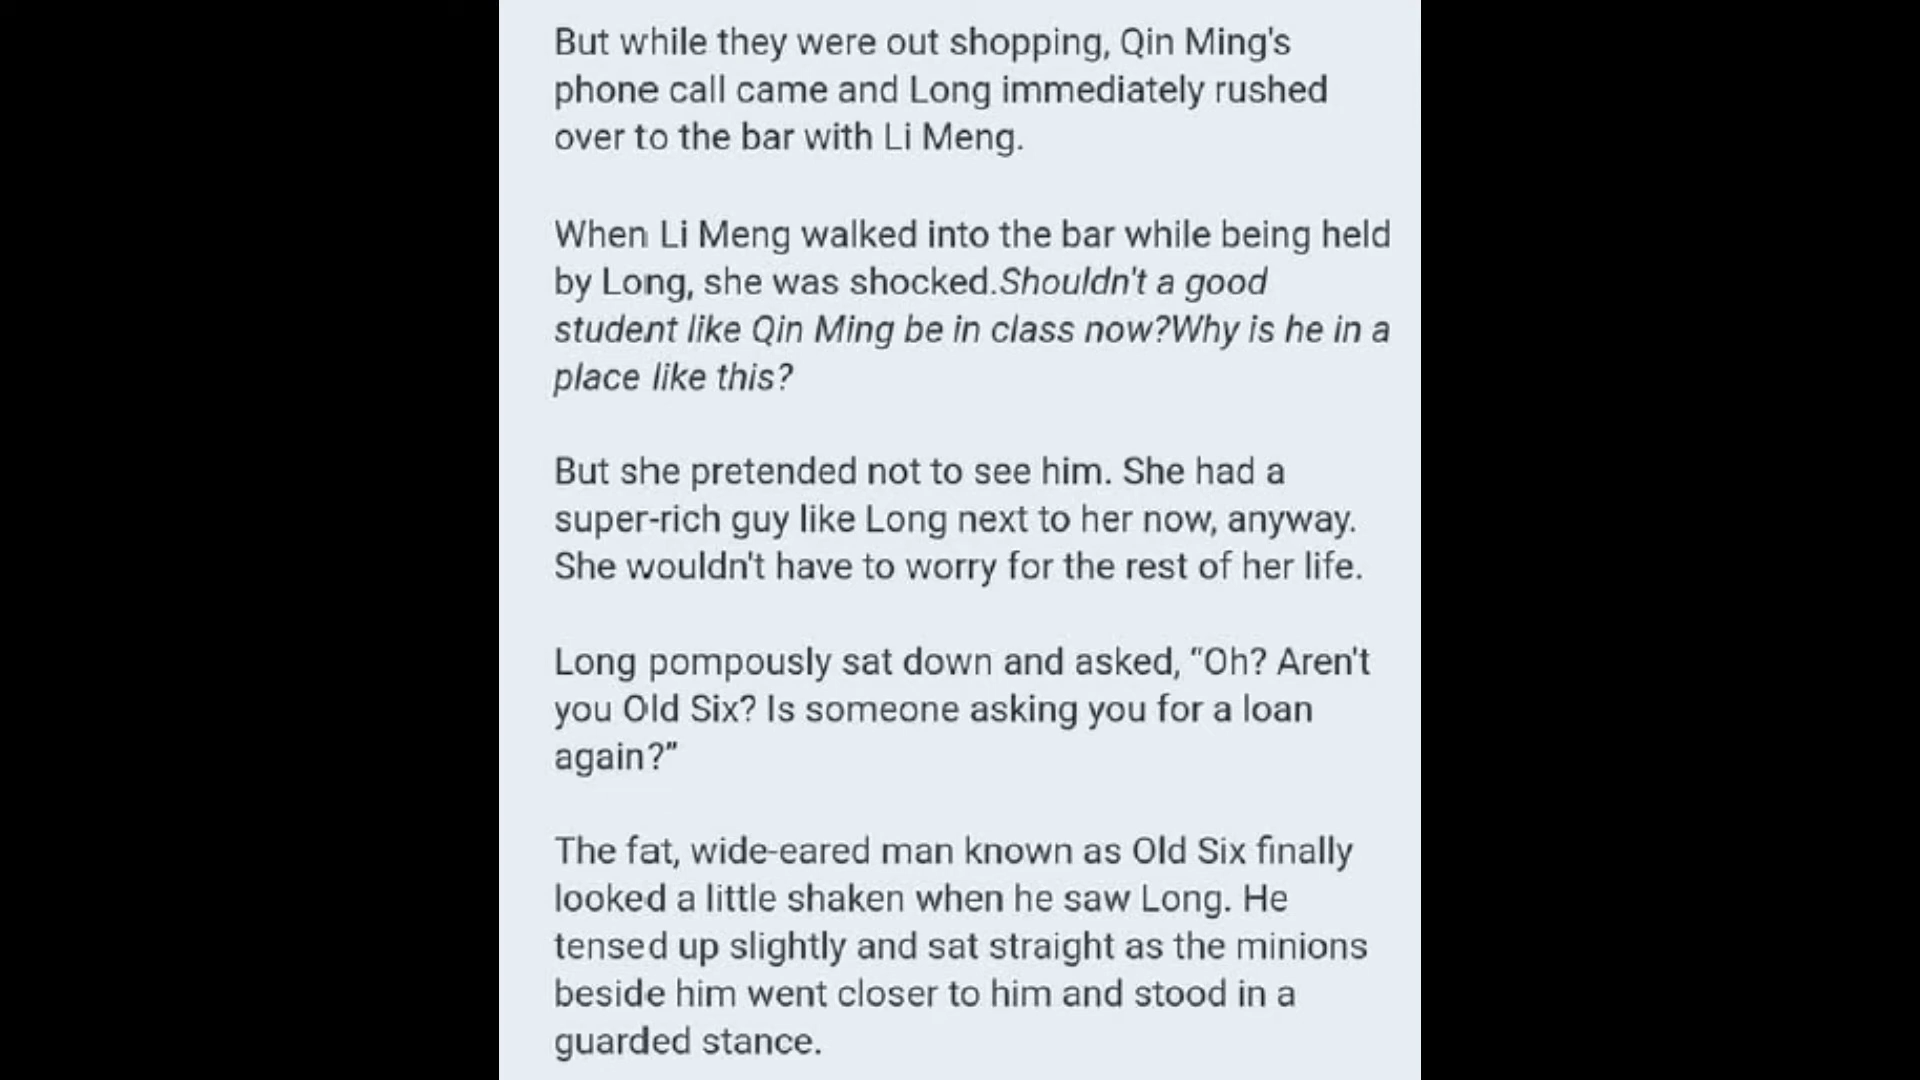 But while they were out shopping, Qin Ming's
phone call came and Long immediately rushed
over to the bar with Li Meng.
When Li Meng walked into the bar while being held
by Long, she was shocked.Shouldn't a good
student like Qin Ming be in class now?Why is he in a
place like this?
But she pretended not to see him. She had a
super-rich guy like Long next to her now, anyway.
She wouldn't have to worry for the rest of her life.
Long pompously sat down and asked, “Oh? Aren't
you Old Six? Is someone asking you for a loan
again?”
The fat, wide-eared man known as Old Six finally
looked a little shaken when he saw Long. He
tensed up slightly and sat straight as the minions
beside him went closer to him and stood in a
guarded stance.